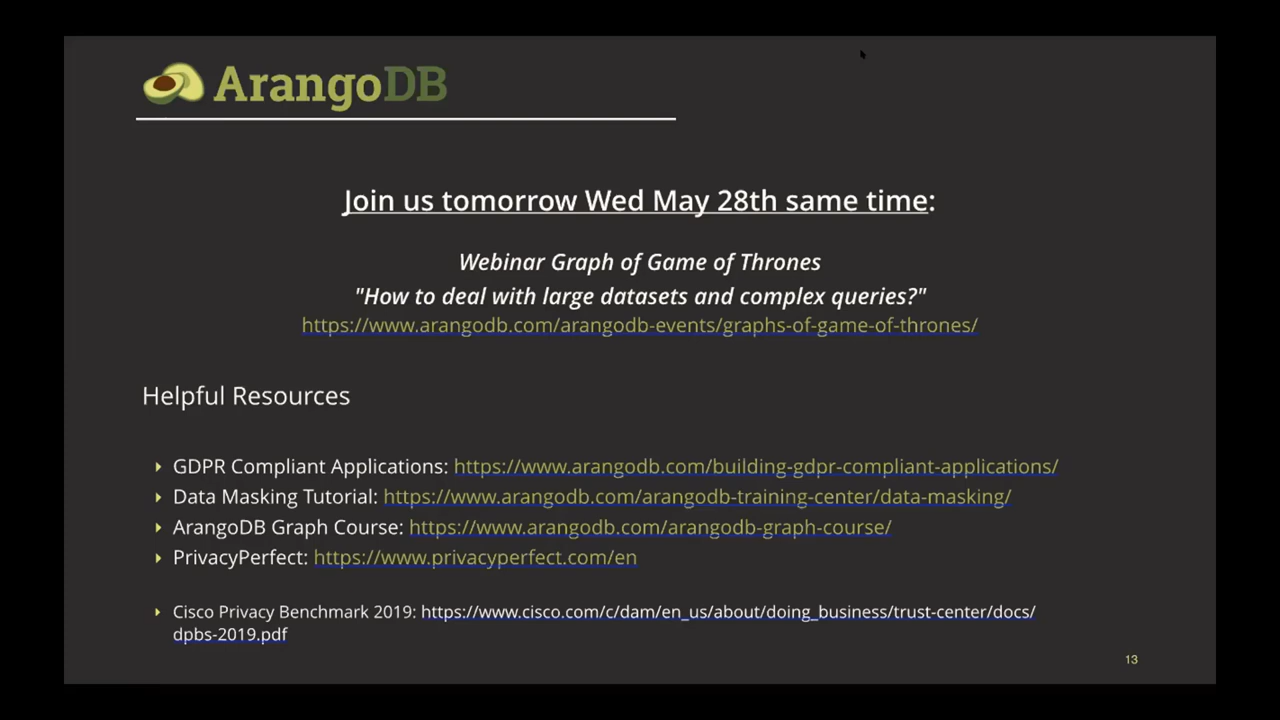 ArangoDB
Join us tomorrow Wed May 28th same time:
Webinar Graph of Game of Thrones
"How to deal with large datasets and complex queries?"
https://www.arangodb.com/arangodb-events/graphs-of-game-of-thrones/
Helpful Resources
GDPR Compliant Applications: https://www.arangodb.com/building-gdpr-compliant-applications/
Data Masking Tutorial: https://www.arangodb.com/arangodb-training-center/data-masking/
ArangoDB Graph Course: https://www.arangodb.com/arangodb-graph-course/
PrivacyPerfect: https://www.privacyperfect.com/en
Cisco Privacy Benchmark 2019: https://www.cisco.com/c/dam/en_us/about/doing_business/trust-center/docs/
dpbs-2019.pdf
13